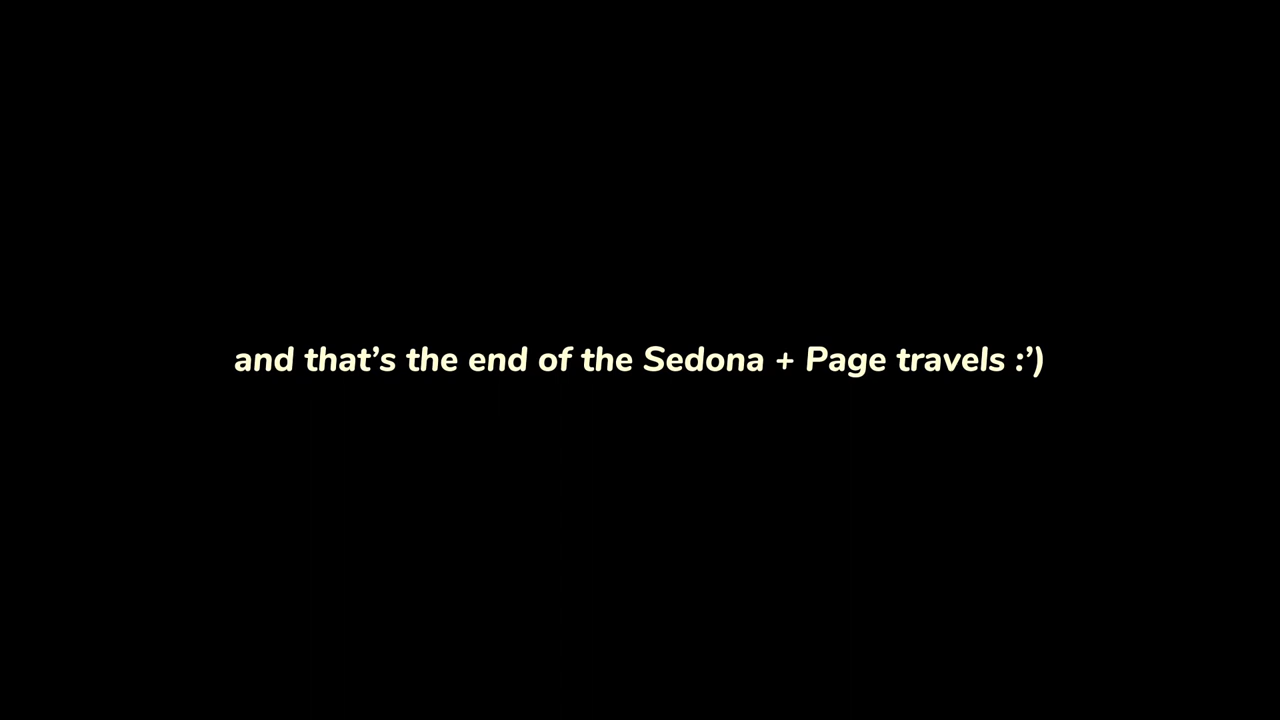 and that’s the end of the Sedona + Page travels :’)